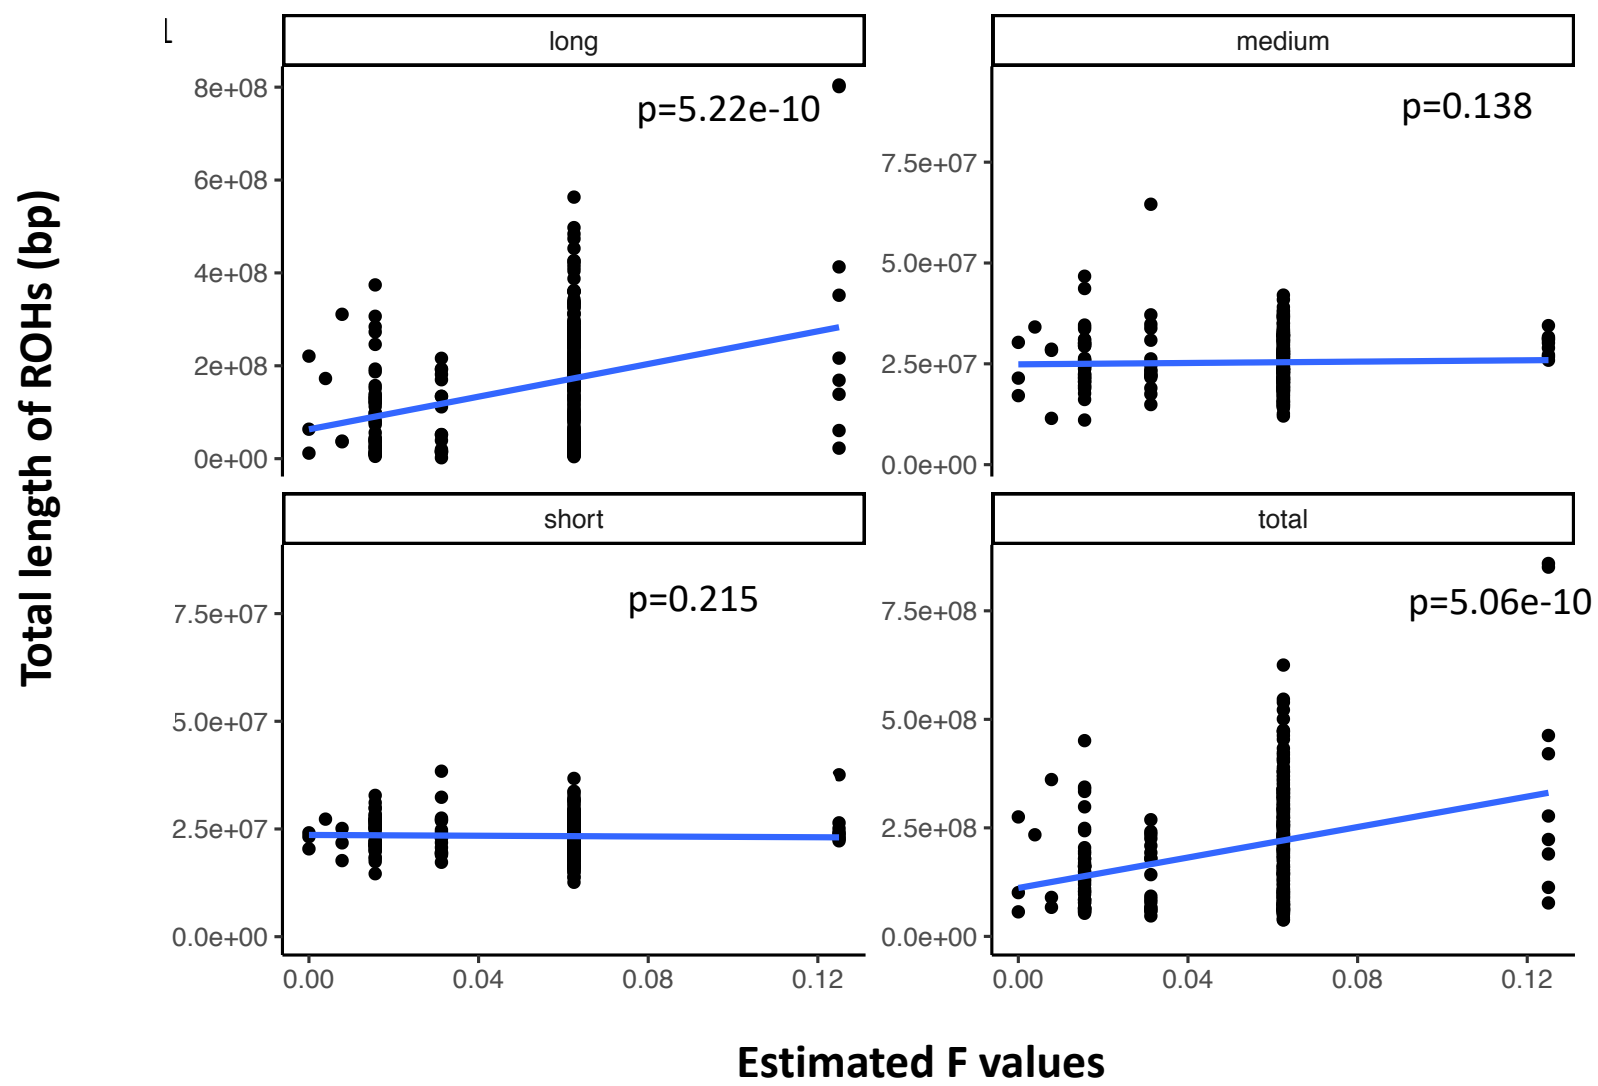 long
8e+08
6e+08
4e+08
2e+08
0e+00
p=5.22e-10
medium
7.5e+07
5.0e+07
2.5e+07
0.0e+00
p=0.138
Total length of ROHs (bp)
short
7.5e+07
5.0e+07
2.5e+07
0.0e+00
p=0.215
0.00 0.04 0.08 0.12
total
7.5e+08
5.0e+08
2.5e+08
0.0e+00
p=5.06e-10
0.00 0.04 0.08 0.12
Estimated F values